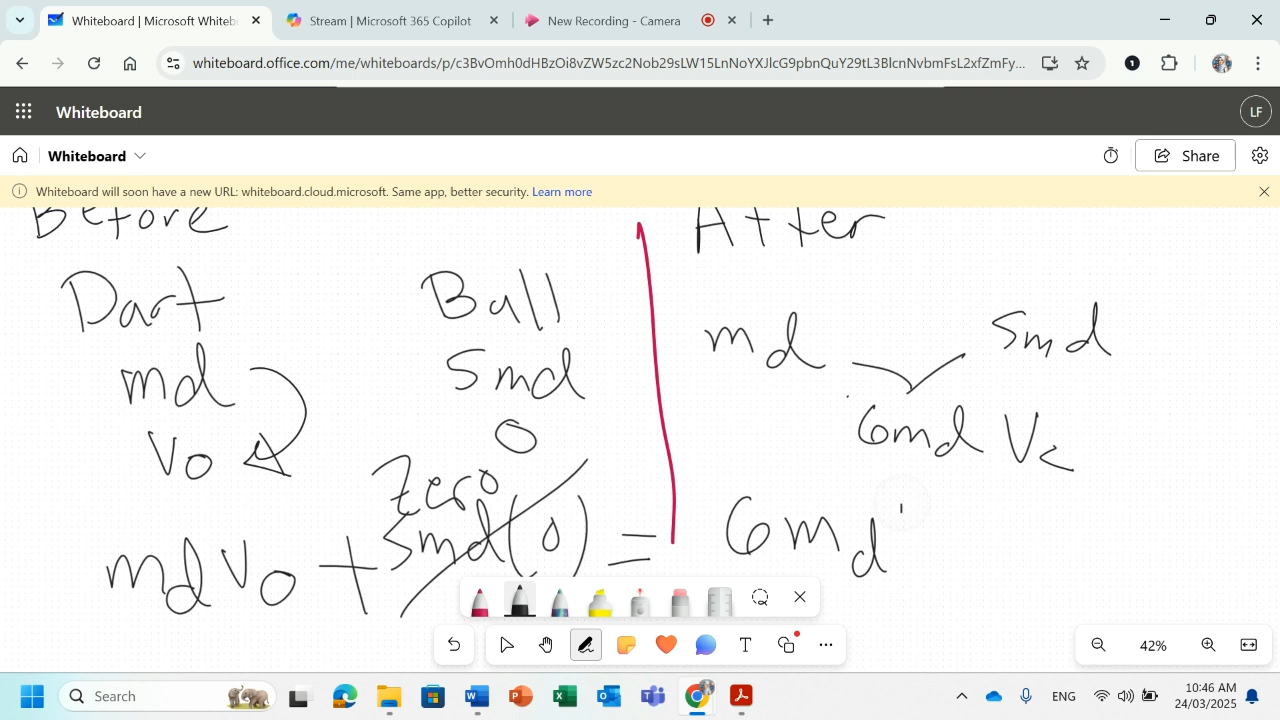 Whiteboard | Microsoft Whiteb
Stream | Microsoft 365 Copilot
New Recording - Camera
whiteboard.office.com/me/whiteboards/p/c3BvOmh0dHBzOi8vZW5zc2Nob29sLW15LnNoYXJlcG9pbnQuY29tL3BlcnNvbmFsL2xfZmFy...
1
Whiteboard
LF
Whiteboard
Share
Whiteboard will soon have a new URL: whiteboard.cloud.microsoft. Same app, better security. Learn more
Before After
Dart Ball
md 5md
md 5md
Vo 0
6md Vc
Zero
mdVo + 5md(0) = 6md
T
42%
Search
ENG
10:46 AM
24/03/2025